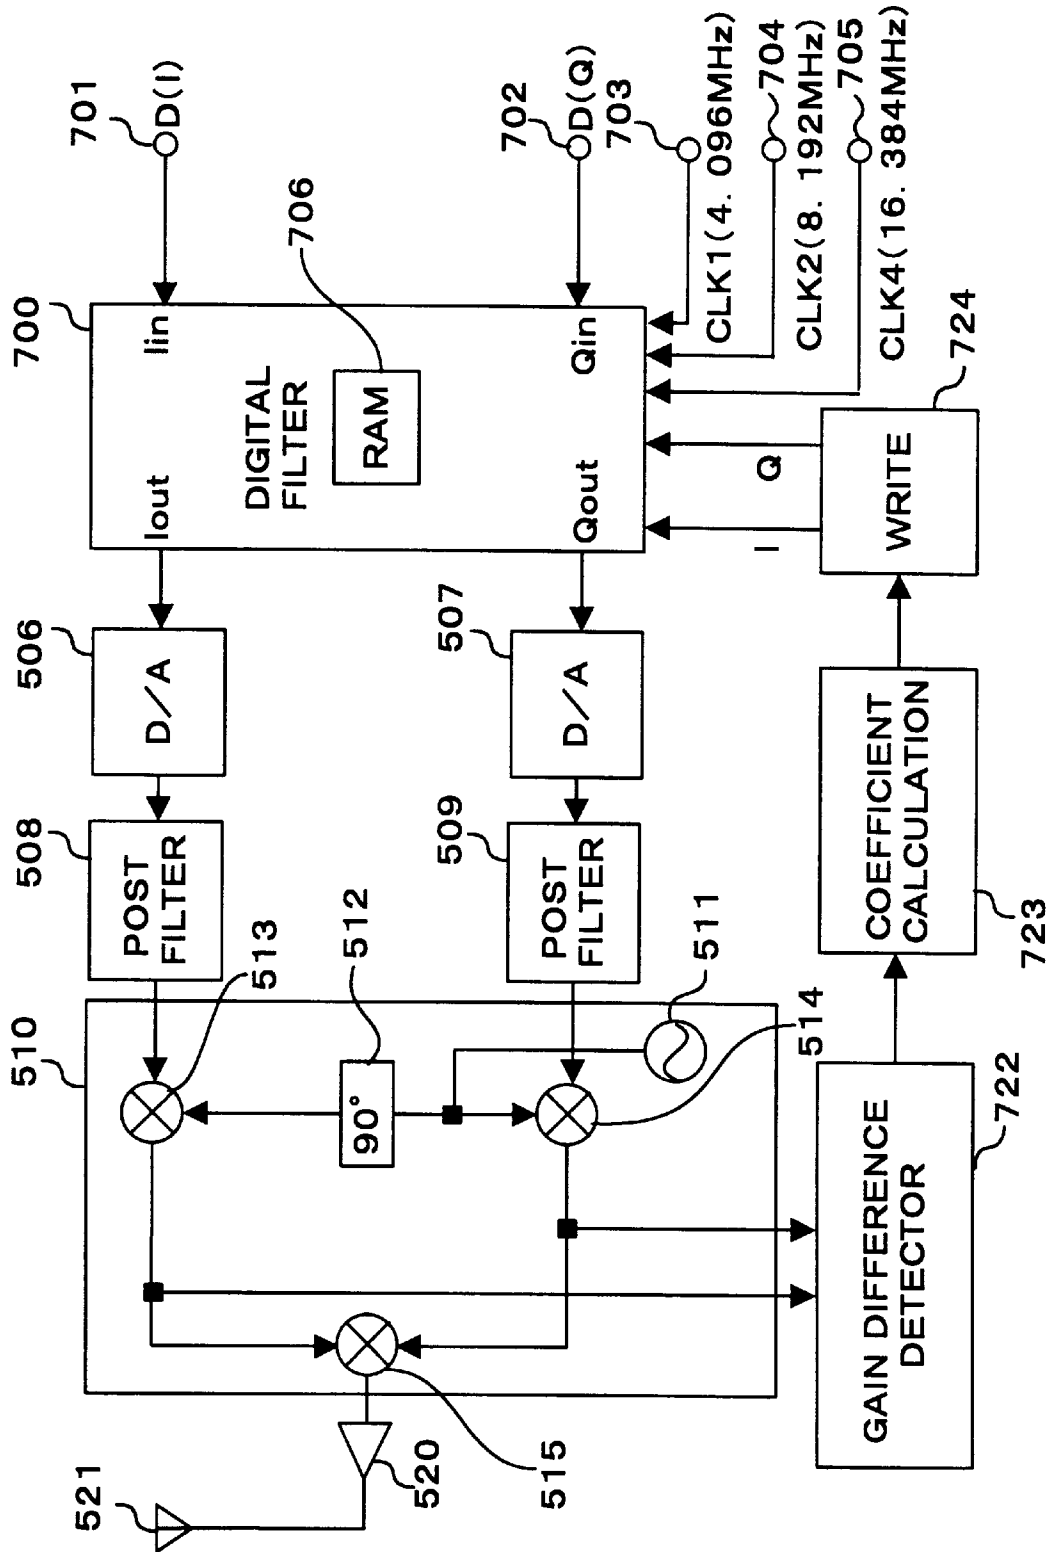 701
D(I)
702
D(Q)
703
CLK1(4. 096MHz)
704
CLK2(8. 192MHz)
705
CLK4(16. 384MHz)
700
Iin
Qin
DIGITAL
FILTER
RAM
706
Iout
Qout
I
Q
WRITE
724
506
D/A
507
D/A
508
POST
FILTER
509
POST
FILTER
COEFFICIENT
CALCULATION
723
510
513
512
90°
511
514
GAIN DIFFERENCE
DETECTOR
722
515
520
521